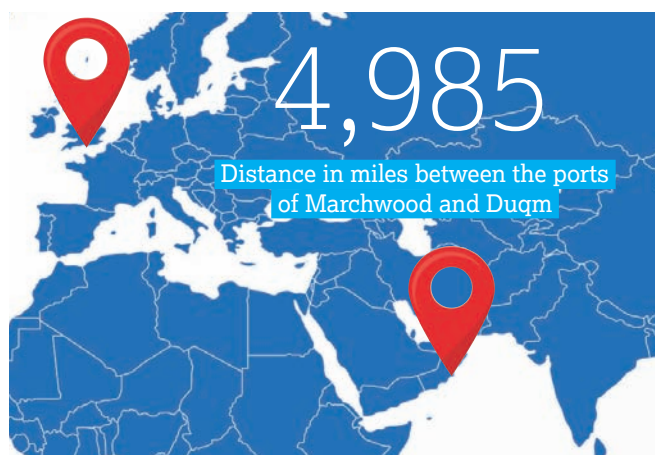 4,985
Distance in miles between the ports
of Marchwood and Duqm